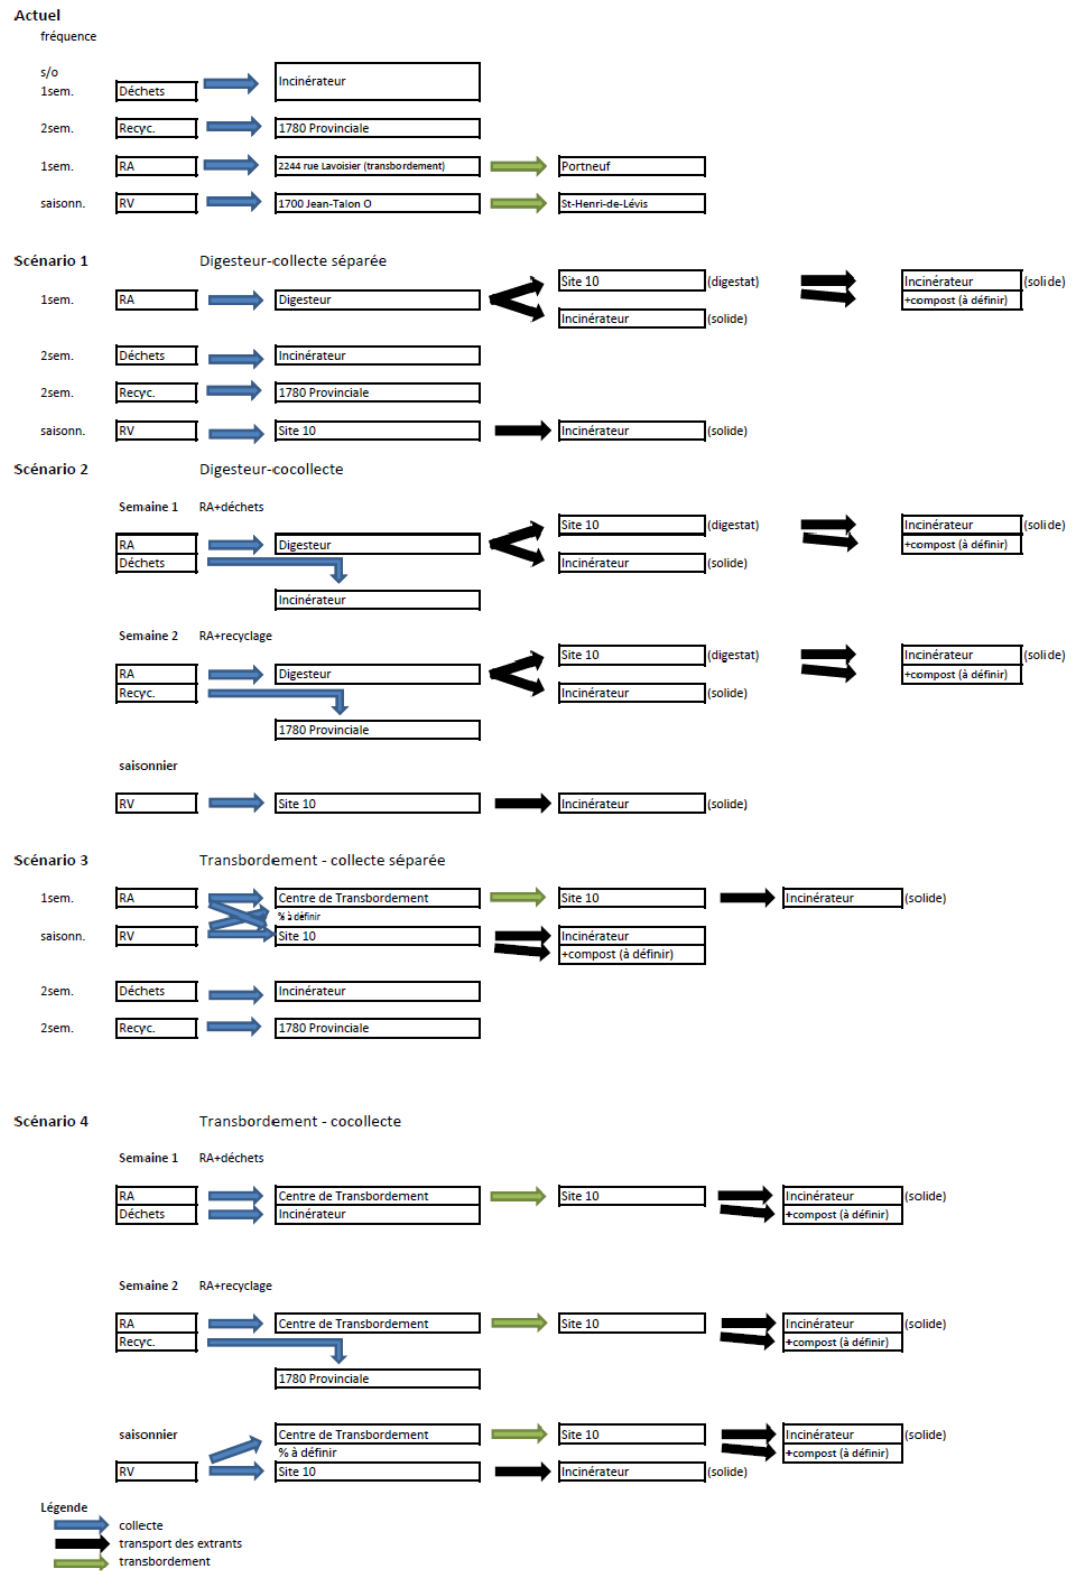 Actuel
fréquence
s/o
Incinérateur
1sem. Déchets
2sem. Recyc. 1780 Provinciale
1sem. RA 2244 rue Lavoisier (transbordement) Portneuf
saisonn. RV 1700 Jean-Talon O St-Henri-de-Lévis
Scénario 1 Digesteur-collecte séparée
Site 10 (digestat) Incinérateur (solide)
1sem. RA Digesteur +compost (à définir)
Incinérateur (solide)
2sem. Déchets Incinérateur
2sem. Recyc. 1780 Provinciale
saisonn. RV Site 10 Incinérateur (solide)
Scénario 2 Digesteur-cocollecte
Semaine 1 RA+déchets
Site 10 (digestat) Incinérateur (solide)
RA Digesteur +compost (à définir)
Déchets Incinérateur (solide)
Incinérateur
Semaine 2 RA+recyclage
Site 10 (digestat) Incinérateur (solide)
RA Digesteur +compost (à définir)
Recyc. Incinérateur (solide)
1780 Provinciale
saisonnier
RV Site 10 Incinérateur (solide)
Scénario 3 Transbordement - collecte séparée
1sem. RA Centre de Transbordement Site 10 Incinérateur (solide)
% à définir
saisonn. RV Site 10 Incinérateur
+compost (à définir)
2sem. Déchets Incinérateur
2sem. Recyc. 1780 Provinciale
Scénario 4 Transbordement - cocollecte
Semaine 1 RA+déchets
RA Centre de Transbordement Site 10 Incinérateur (solide)
Déchets Incinérateur +compost (à définir)
Semaine 2 RA+recyclage
RA Centre de Transbordement Site 10 Incinérateur (solide)
Recyc. +compost (à définir)
1780 Provinciale
saisonnier Centre de Transbordement Site 10 Incinérateur (solide)
% à définir +compost (à définir)
RV Site 10 Incinérateur (solide)
Légende
collecte
transport des extrants
transbordement